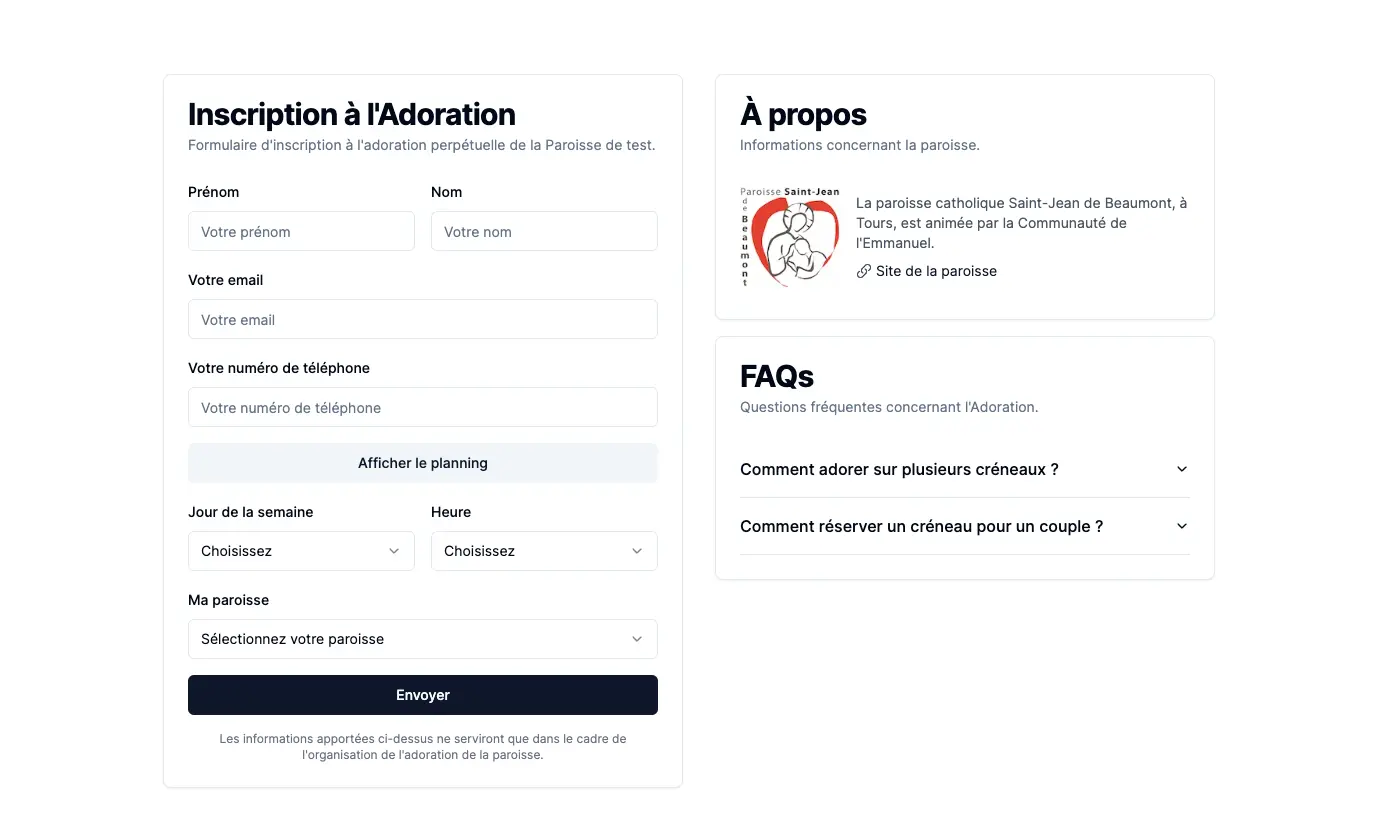 Inscription à l'Adoration
Formulaire d'inscription à l'adoration perpétuelle de la Paroisse de test.
Prénom
Nom
Votre prénom
Votre nom
Votre email
Votre email
Votre numéro de téléphone
Votre numéro de téléphone
Afficher le planning
Jour de la semaine
Heure
Choisissez
Choisissez
Ma paroisse
Sélectionnez votre paroisse
Envoyer
Les informations apportées ci-dessus ne serviront que dans le cadre de
l'organisation de l'adoration de la paroisse.
À propos
Informations concernant la paroisse.
Paroisse Saint-Jean
de Beaumont
La paroisse catholique Saint-Jean de Beaumont, à
Tours, est animée par la Communauté de
l'Emmanuel.
Site de la paroisse
FAQs
Questions fréquentes concernant l'Adoration.
Comment adorer sur plusieurs créneaux ?
Comment réserver un créneau pour un couple ?